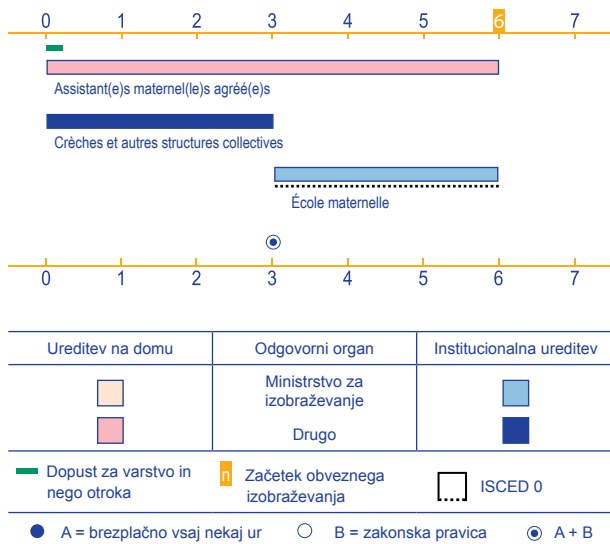 0 1 2 3 4 5 6 7
Assistant(e)s maternel(le)s agréé(e)s
Crèches et autres structures collectives
École maternelle
0 1 2 3 4 5 6 7
Ureditev na domu Odgovorni organ Institucionalna ureditev
Ministrstvo za
izobraževanje
Drugo
Dopust za varstvo in
nego otroka
n Začetek obveznega
izobraževanja
ISCED 0
A = brezplačno vsaj nekaj ur B = zakonska pravica A + B